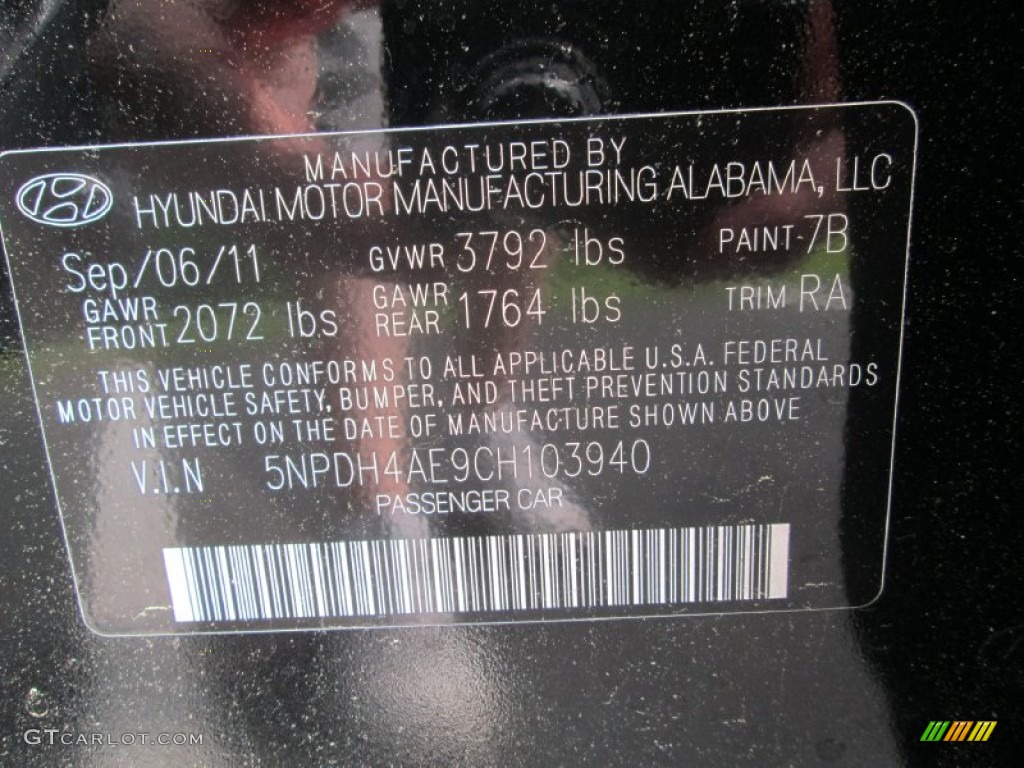 MANUFACTURED BY
HYUNDAI MOTOR MANUFACTURING ALABAMA, LLC
Sep/06/11 GVWR 3792 lbs PAINT-7B
GAWR FRONT 2072 lbs GAWR REAR 1764 lbs TRIM RA
THIS VEHICLE CONFORMS TO ALL APPLICABLE U.S.A. FEDERAL
MOTOR VEHICLE SAFETY, BUMPER, AND THEFT PREVENTION STANDARDS
IN EFFECT ON THE DATE OF MANUFACTURE SHOWN ABOVE
V.I.N 5NPDH4AE9CH103940
PASSENGER CAR
GTCARLOT.COM